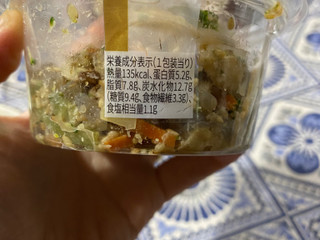 栄養成分表示(1包装当り)
熱量135kcal、蛋白質5.2g、
脂質7.8g、炭水化物12.7g
(糖質9.4g、食物繊維3.3g)、
食塩相当量1.1g